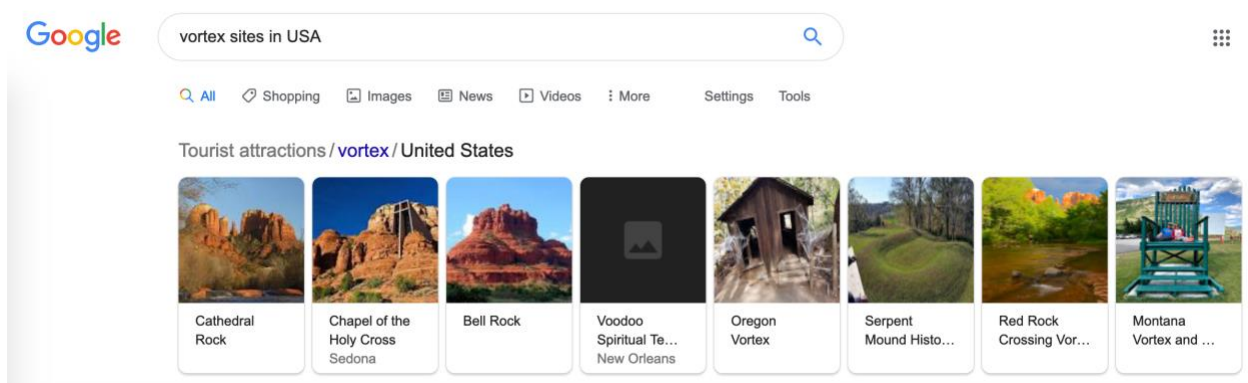 Google
vortex sites in USA
All Shopping Images News Videos More Settings Tools
Tourist attractions / vortex / United States
Cathedral Rock
Chapel of the Holy Cross
Sedona
Bell Rock
Voodoo Spiritual Te...
New Orleans
Oregon Vortex
Serpent Mound Histo...
Red Rock Crossing Vor...
Montana Vortex and ...